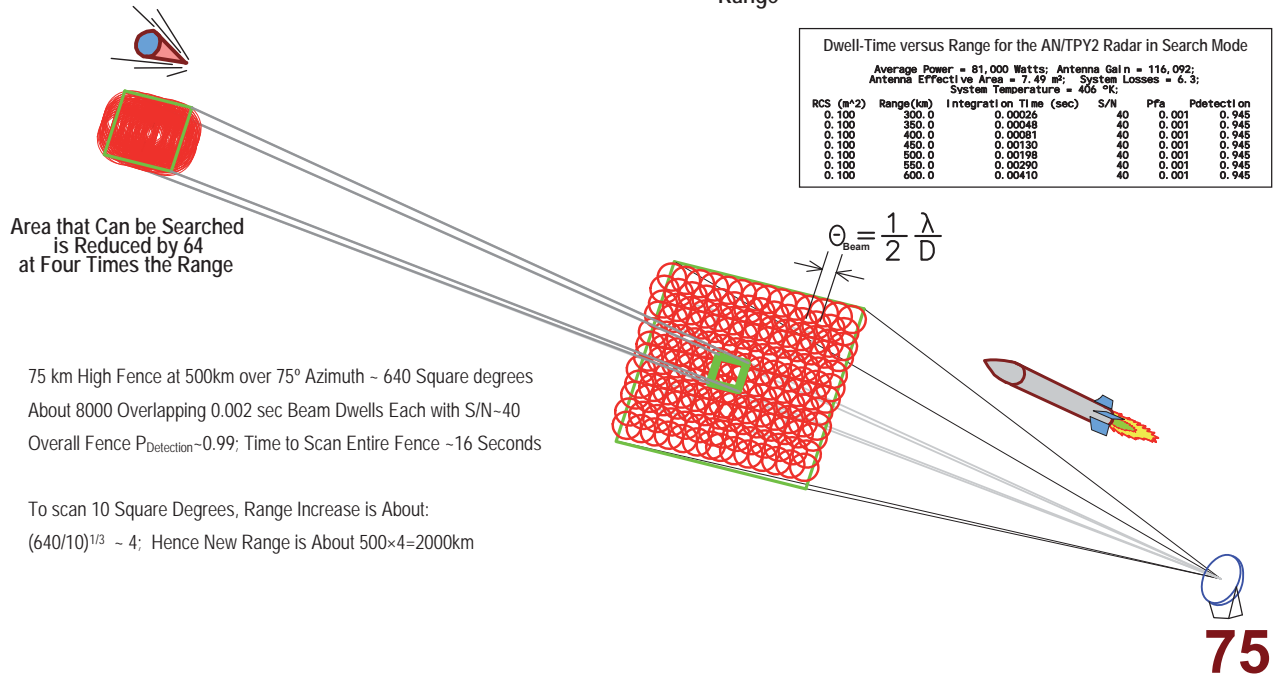 Range
Dwell-Time versus Range for the AN/TPY2 Radar in Search Mode
Average Power = 81,000 Watts; Antenna Gain = 116,092;
Antenna Effective Area = 7.49 m²; System Losses = 6.3;
System Temperature = 406 °K;
RCS (m^2) Range(km) Integration Time (sec) S/N Pfa Pdetection
0.100 300.0 0.00026 40 0.001 0.945
0.100 350.0 0.00048 40 0.001 0.945
0.100 400.0 0.00081 40 0.001 0.945
0.100 450.0 0.00130 40 0.001 0.945
0.100 500.0 0.00198 40 0.001 0.945
0.100 550.0 0.00290 40 0.001 0.945
0.100 600.0 0.00410 40 0.001 0.945
Area that Can be Searched
is Reduced by 64
at Four Times the Range
Θ_Beam = 1/2 λ/D
75 km High Fence at 500km over 75º Azimuth ~ 640 Square degrees
About 8000 Overlapping 0.002 sec Beam Dwells Each with S/N~40
Overall Fence P_Detection~0.99; Time to Scan Entire Fence ~16 Seconds
To scan 10 Square Degrees, Range Increase is About:
(640/10)^1/3 ~ 4; Hence New Range is About 500×4=2000km
75